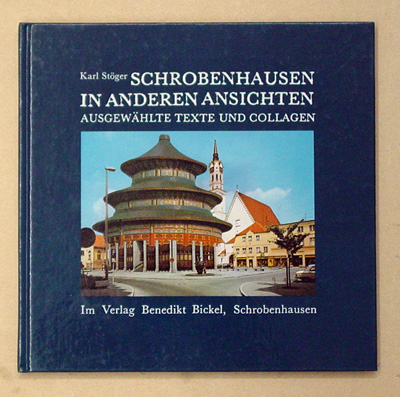 Karl Stöger SCHROBENHAUSEN
IN ANDEREN ANSICHTEN
AUSGEWÄHLTE TEXTE UND COLLAGEN
Im Verlag Benedikt Bickel, Schrobenhausen